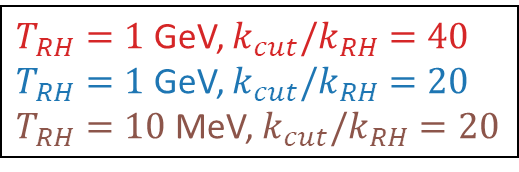 T_RH = 1 GeV, k_cut/k_RH = 40
T_RH = 1 GeV, k_cut/k_RH = 20
T_RH = 10 MeV, k_cut/k_RH = 20